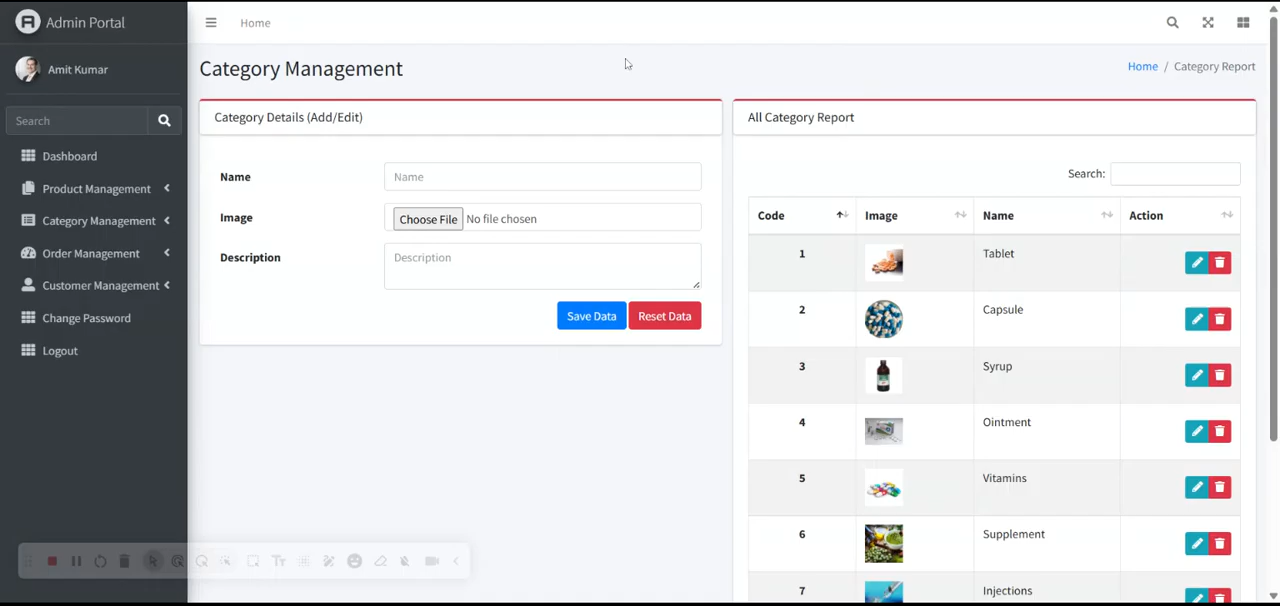 Admin Portal
Home
Amit Kumar
Search
Dashboard
Product Management
Category Management
Order Management
Customer Management
Change Password
Logout
Category Management
Home / Category Report
Category Details (Add/Edit)
Name
Name
Image
Choose File No file chosen
Description
Description
Save Data Reset Data
All Category Report
Search:
Code Image Name Action
1 Tablet
2 Capsule
3 Syrup
4 Ointment
5 Vitamins
6 Supplement
7 Injections
Tт